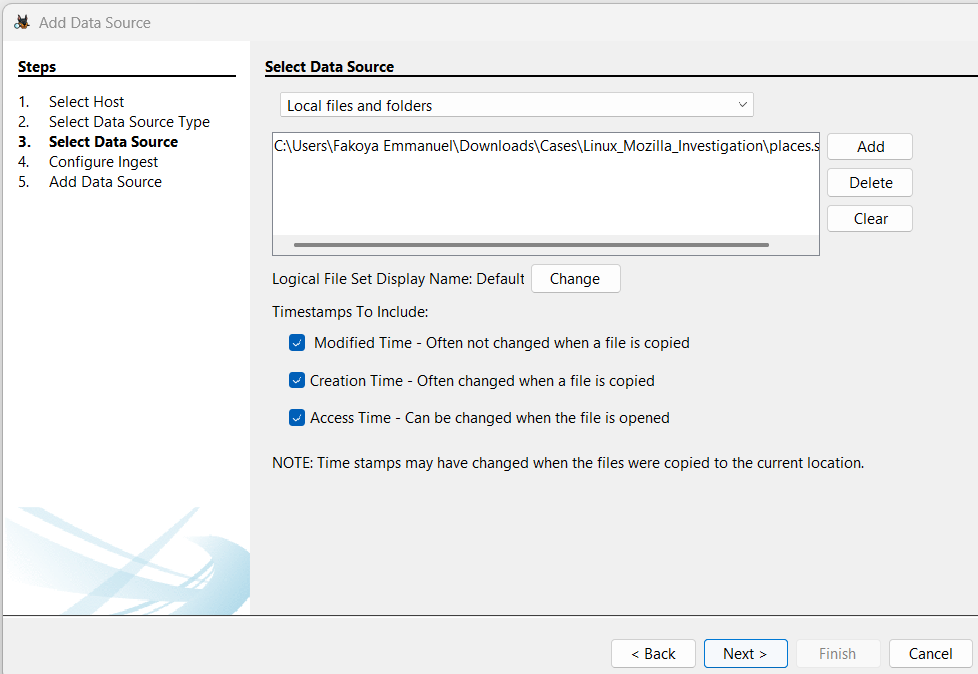 Add Data Source
Steps
1. Select Host
2. Select Data Source Type
3. Select Data Source
4. Configure Ingest
5. Add Data Source
Select Data Source
Local files and folders
C:\Users\Fakoya Emmanuel\Downloads\Cases\Linux_Mozilla_Investigation\places.s
Add
Delete
Clear
Logical File Set Display Name: Default
Change
Timestamps To Include:
Modified Time - Often not changed when a file is copied
Creation Time - Often changed when a file is copied
Access Time - Can be changed when the file is opened
NOTE: Time stamps may have changed when the files were copied to the current location.
< Back
Next >
Finish
Cancel